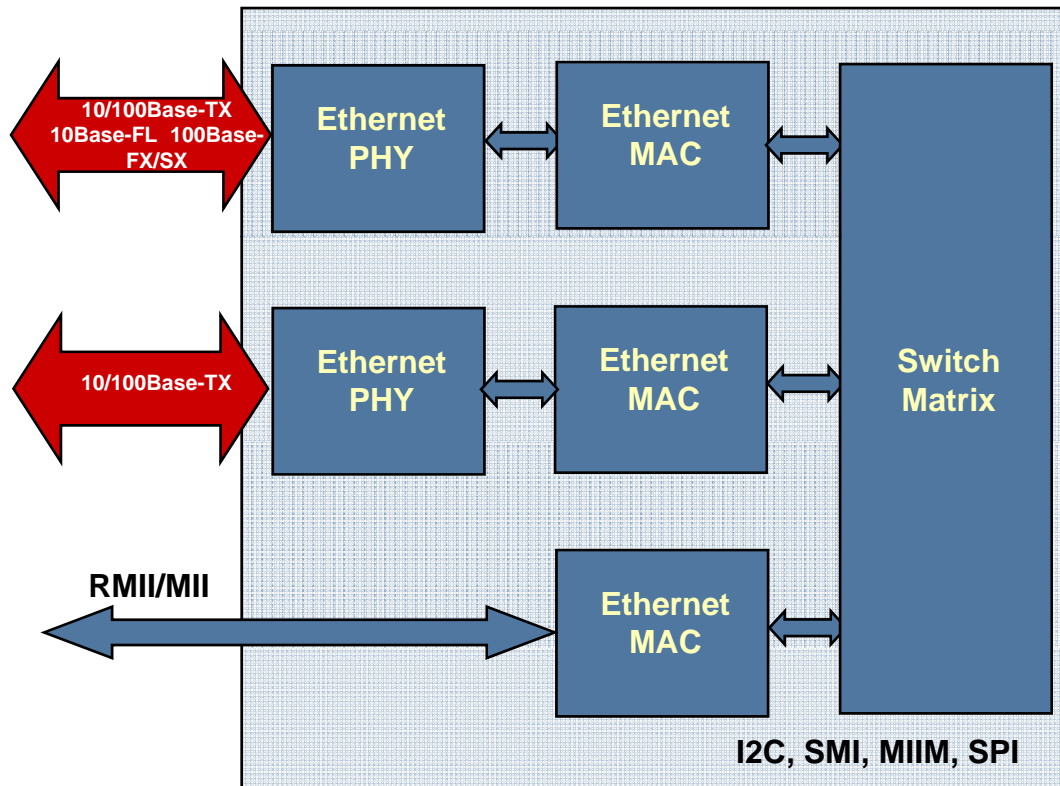 10/100Base-TX
10Base-FL 100Base-
FX/SX
Ethernet
PHY
Ethernet
MAC
10/100Base-TX
Ethernet
PHY
Ethernet
MAC
Switch
Matrix
RMII/MII
Ethernet
MAC
I2C, SMI, MIIM, SPI